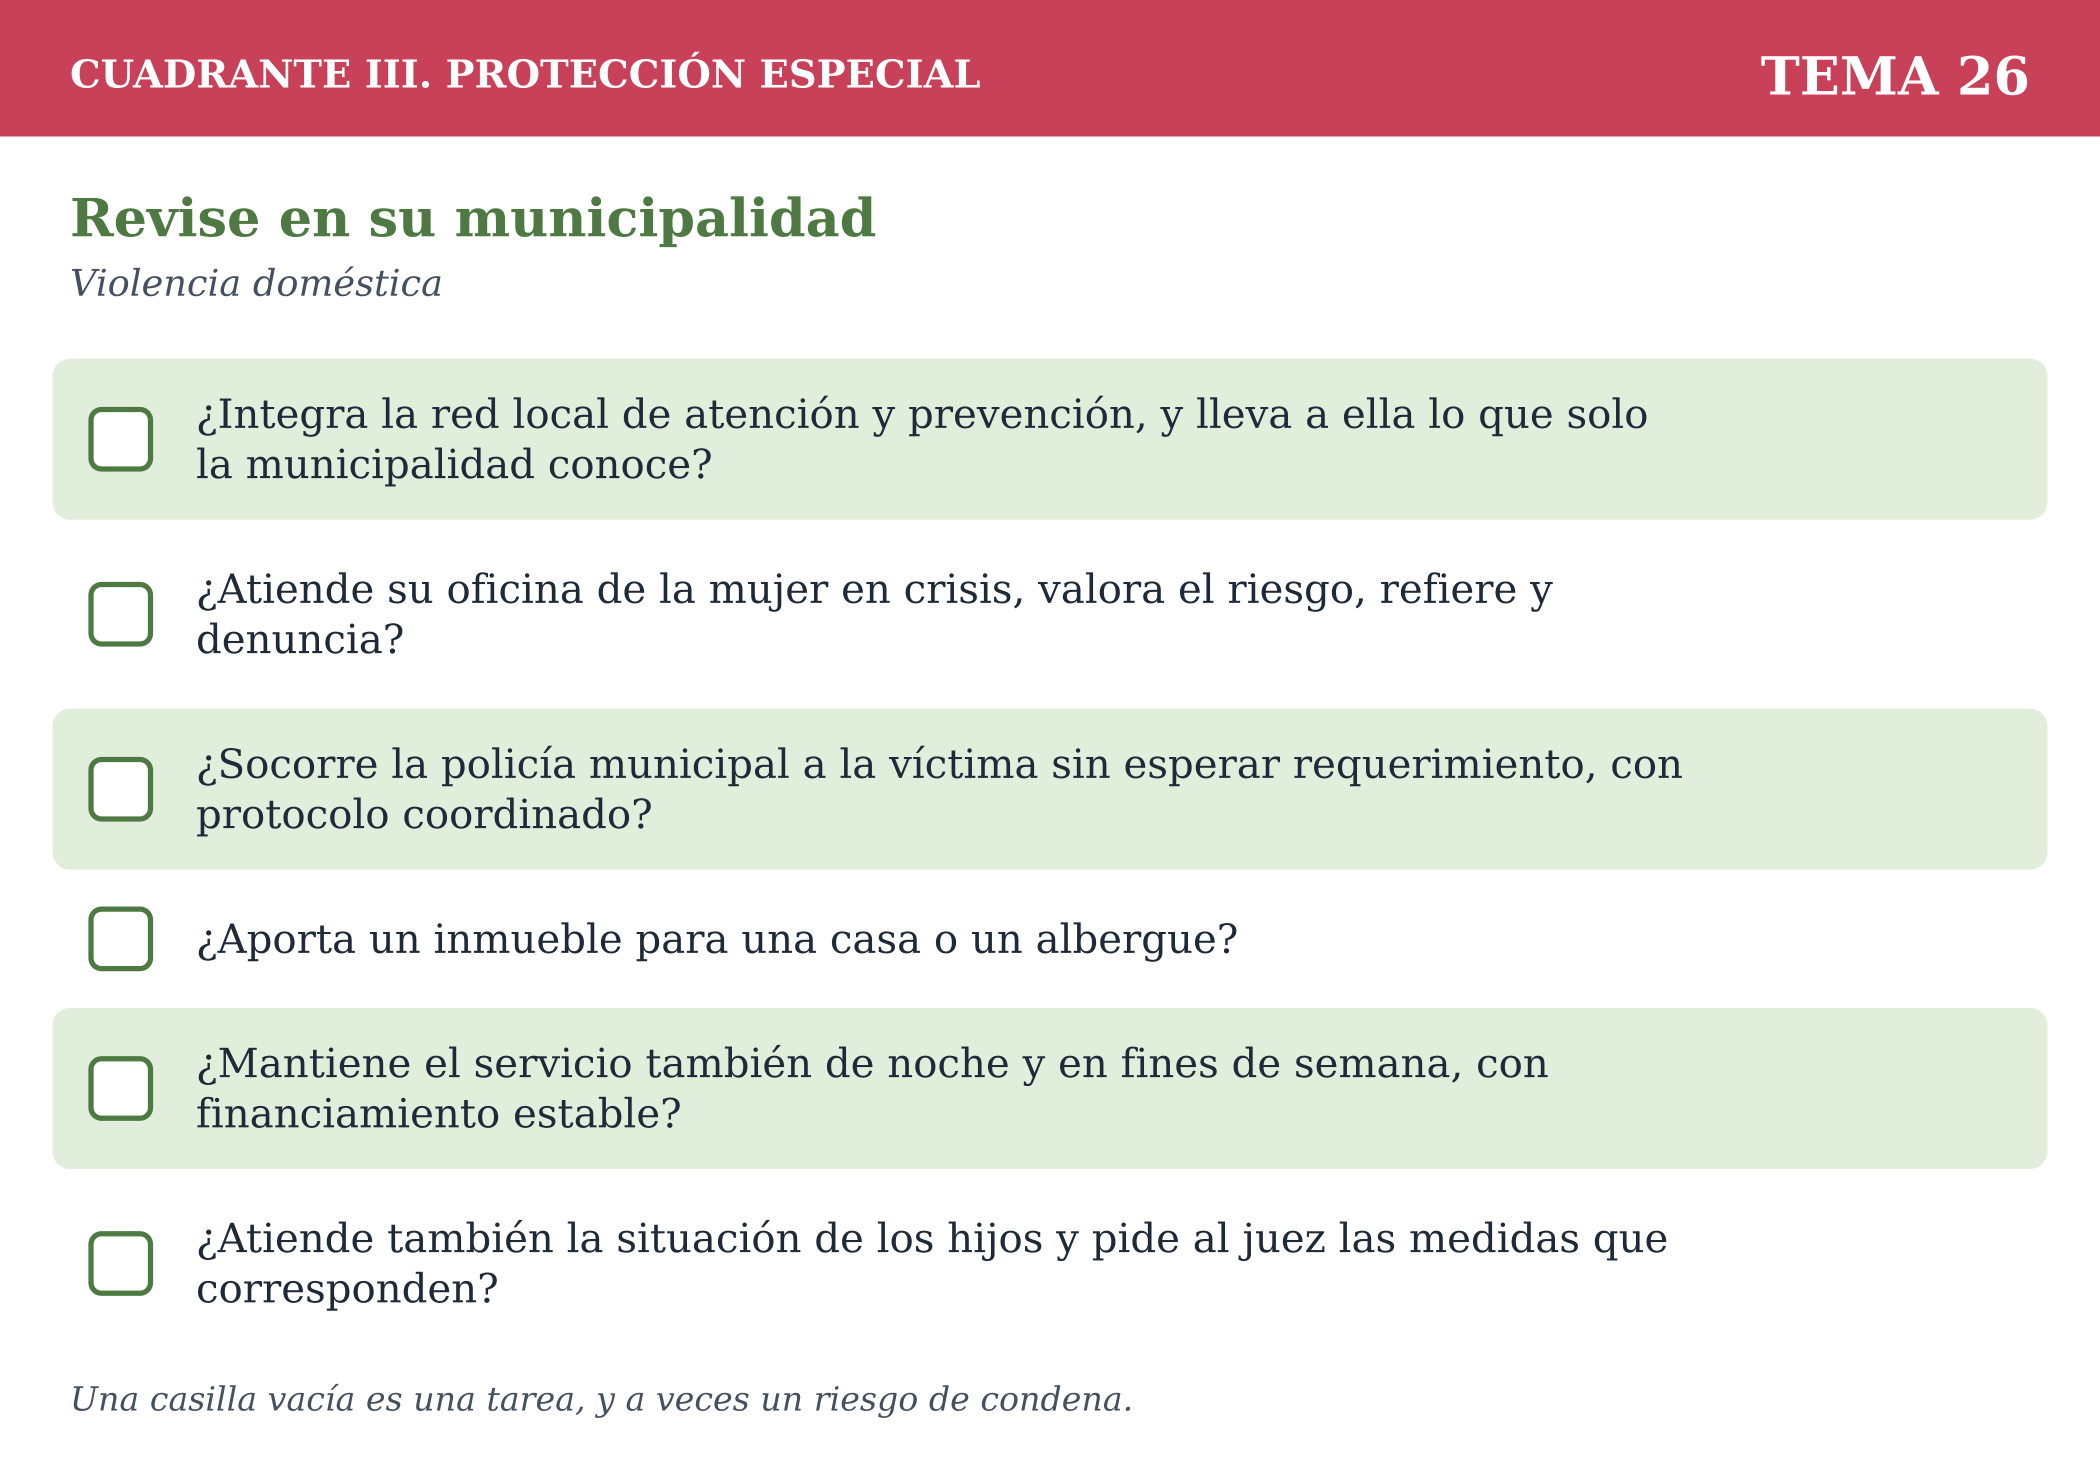 CUADRANTE III. PROTECCIÓN ESPECIAL
TEMA 26
Revise en su municipalidad
Violencia doméstica
¿Integra la red local de atención y prevención, y lleva a ella lo que solo
la municipalidad conoce?
¿Atiende su oficina de la mujer en crisis, valora el riesgo, refiere y
denuncia?
¿Socorre la policía municipal a la víctima sin esperar requerimiento, con
protocolo coordinado?
¿Aporta un inmueble para una casa o un albergue?
¿Mantiene el servicio también de noche y en fines de semana, con
financiamiento estable?
¿Atiende también la situación de los hijos y pide al juez las medidas que
corresponden?
Una casilla vacía es una tarea, y a veces un riesgo de condena.